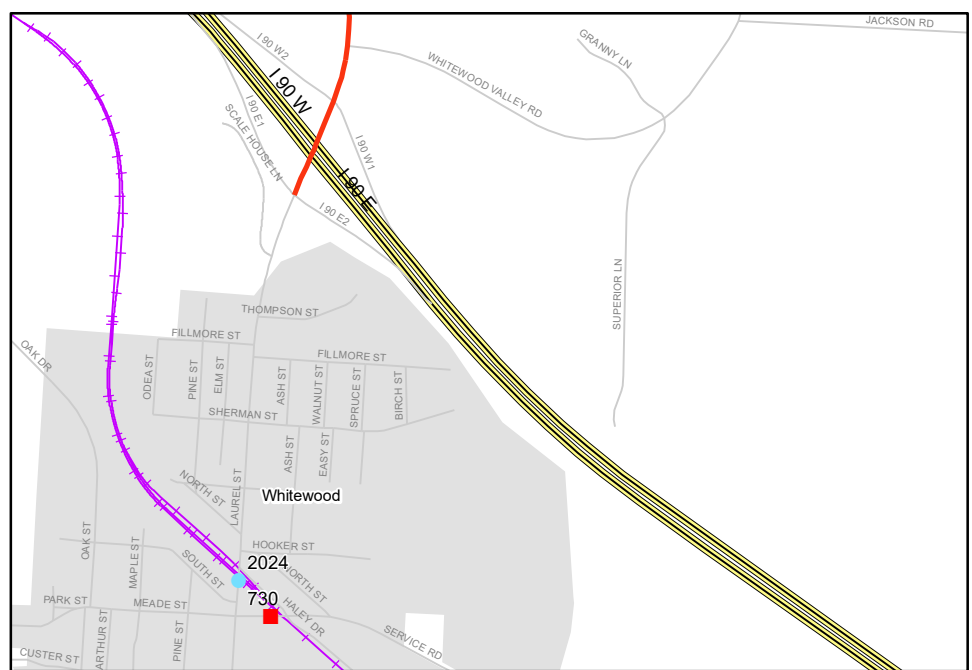 JACKSON RD
I 90 W2
GRANNY LN
WHITEWOOD VALLEY RD
I 90 W
I 90 E1
SCALE HOUSE LN
I 90 W1
I 90 E
I 90 E2
SUPERIOR LN
THOMPSON ST
FILLMORE ST
FILLMORE ST
OAK DR
ODEA ST
PINE ST
ELM ST
ASH ST
WALNUT ST
SPRUCE ST
BIRCH ST
SHERMAN ST
ASH ST
EASY ST
NORTH ST
LAUREL ST
Whitewood
OAK ST
MAPLE ST
HOOKER ST
SOUTH ST
2024
NORTH ST
730
PARK ST
MEADE ST
HALEY DR
SERVICE RD
ARTHUR ST
PINE ST
CUSTER ST